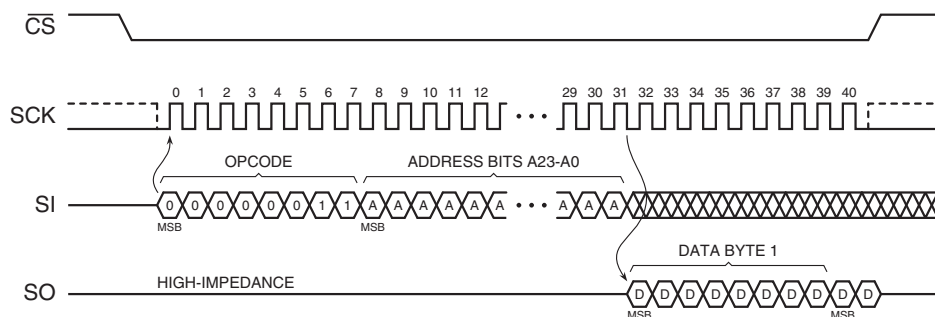 CS
0 1 2 3 4 5 6 7 8 9 10 11 12 29 30 31 32 33 34 35 36 37 38 39 40
SCK
OPCODE ADDRESS BITS A23-A0
SI 0 0 0 0 0 0 1 1 A A A A A A A A A
MSB MSB
DATA BYTE 1
SO HIGH-IMPEDANCE D D D D D D D D D D
MSB MSB